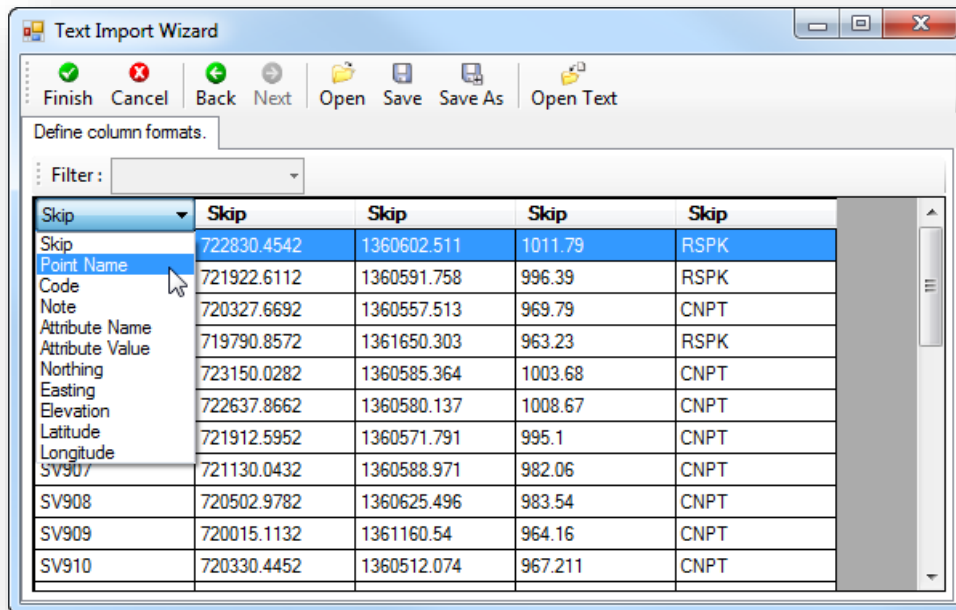 Text Import Wizard
Finish Cancel Back Next Open Save Save As Open Text
Define column formats.
Filter :
Skip Skip Skip Skip Skip
Skip
Point Name
Code
Note
Attribute Name
Attribute Value
Northing
Easting
Elevation
Latitude
Longitude
722830.4542 1360602.511 1011.79 RSPK
721922.6112 1360591.758 996.39 RSPK
720327.6692 1360557.513 969.79 CNPT
719790.8572 1361650.303 963.23 RSPK
723150.0282 1360585.364 1003.68 CNPT
722637.8662 1360580.137 1008.67 CNPT
721912.5952 1360571.791 995.1 CNPT
SV907 721130.0432 1360588.971 982.06 CNPT
SV908 720502.9782 1360625.496 983.54 CNPT
SV909 720015.1132 1361160.54 964.16 CNPT
SV910 720330.4452 1360512.074 967.211 CNPT